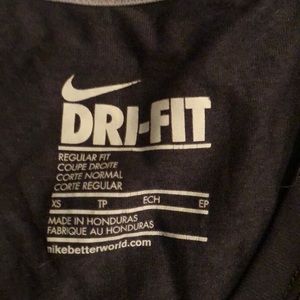 DRI-FIT
REGULAR FIT
COUPE DROITE
CORTE NORMAL
CORTE REGULAR
XS TP ECH EP
MADE IN HONDURAS
FABRIQUÉ AU HONDURAS
nikebetterworld.com